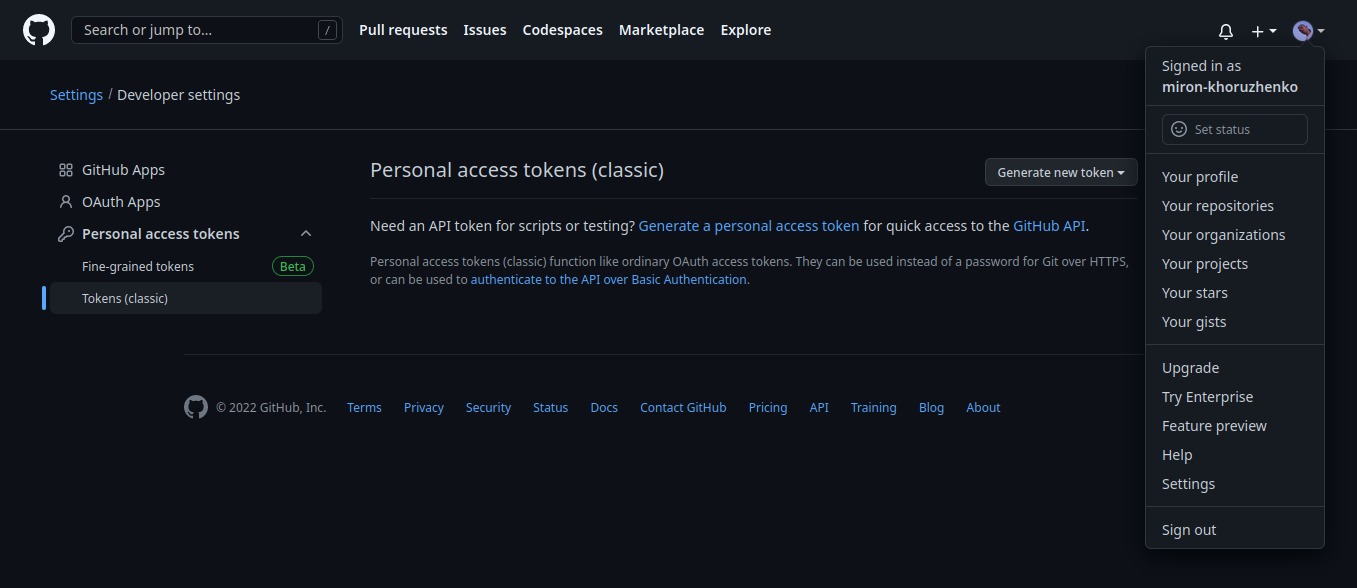 Search or jump to... /
Pull requests Issues Codespaces Marketplace Explore
Settings / Developer settings
GitHub Apps
OAuth Apps
Personal access tokens
Fine-grained tokens Beta
Tokens (classic)
Personal access tokens (classic)
Generate new token
Need an API token for scripts or testing? Generate a personal access token for quick access to the GitHub API.
Personal access tokens (classic) function like ordinary OAuth access tokens. They can be used instead of a password for Git over HTTPS,
or can be used to authenticate to the API over Basic Authentication.
© 2022 GitHub, Inc. Terms Privacy Security Status Docs Contact GitHub Pricing API Training Blog About
Signed in as
miron-khoruzhenko
Set status
Your profile
Your repositories
Your organizations
Your projects
Your stars
Your gists
Upgrade
Try Enterprise
Feature preview
Help
Settings
Sign out